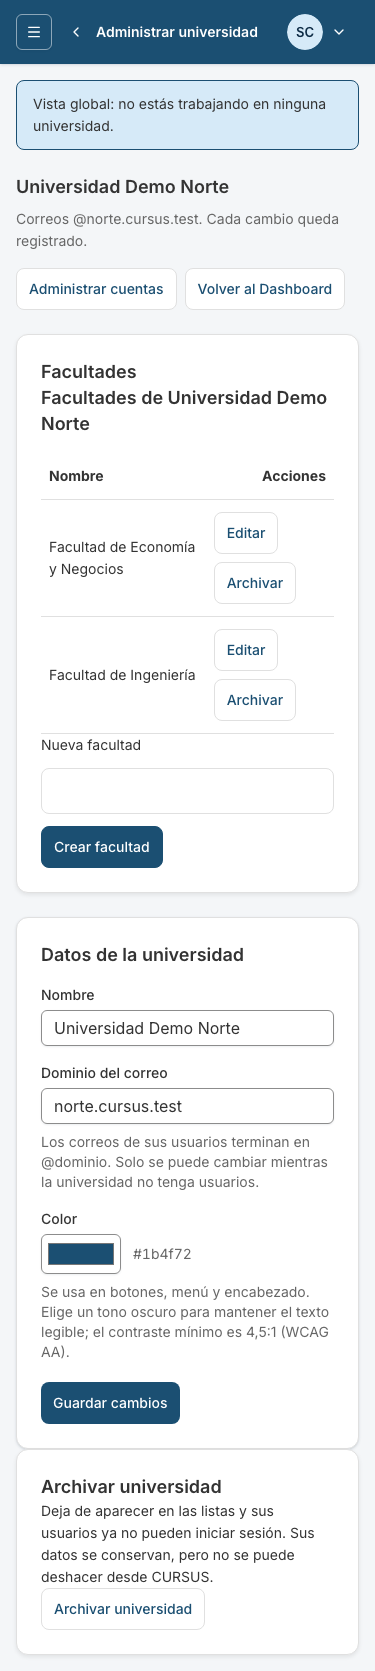 Administrar universidad
SC
Vista global: no estás trabajando en ninguna
universidad.
Universidad Demo Norte
Correos @norte.cursus.test. Cada cambio queda
registrado.
Administrar cuentas
Volver al Dashboard
Facultades
Facultades de Universidad Demo
Norte
Nombre
Acciones
Facultad de Economía
y Negocios
Editar
Archivar
Facultad de Ingeniería
Editar
Archivar
Nueva facultad
Crear facultad
Datos de la universidad
Nombre
Universidad Demo Norte
Dominio del correo
norte.cursus.test
Los correos de sus usuarios terminan en
@dominio. Solo se puede cambiar mientras
la universidad no tenga usuarios.
Color
#1b4f72
Se usa en botones, menú y encabezado.
Elige un tono oscuro para mantener el texto
legible; el contraste mínimo es 4,5:1 (WCAG
AA).
Guardar cambios
Archivar universidad
Deja de aparecer en las listas y sus
usuarios ya no pueden iniciar sesión. Sus
datos se conservan, pero no se puede
deshacer desde CURSUS.
Archivar universidad